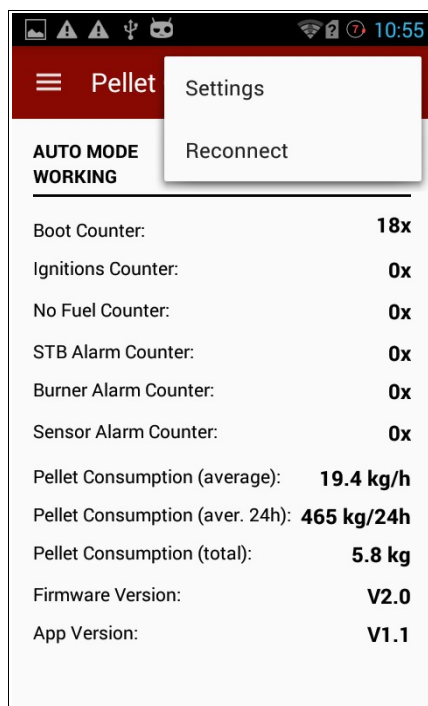 10:55
Pellet
Settings
Reconnect
AUTO MODE
WORKING
Boot Counter: 18x
Ignitions Counter: 0x
No Fuel Counter: 0x
STB Alarm Counter: 0x
Burner Alarm Counter: 0x
Sensor Alarm Counter: 0x
Pellet Consumption (average): 19.4 kg/h
Pellet Consumption (aver. 24h): 465 kg/24h
Pellet Consumption (total): 5.8 kg
Firmware Version: V2.0
App Version: V1.1